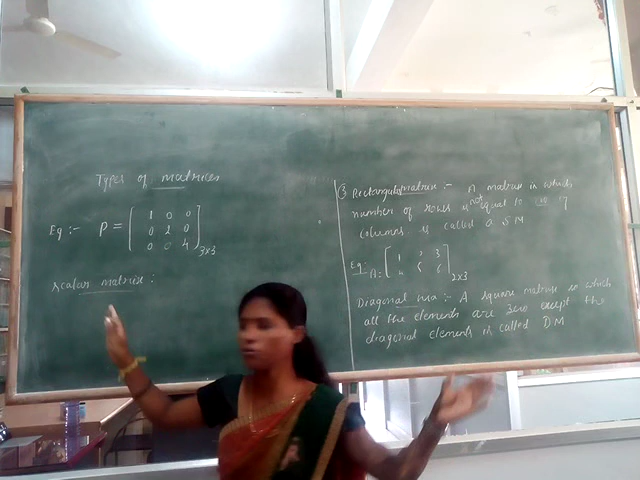 Types of matrices
Eg :- P = [ 1 0 0
0 2 0
0 0 4 ] 3x3
scalar matrix :
③ Rectangular matrix :- A matrix in which
number of rows is not equal to
columns is called a SM
Eg:- B = [ 1 2 3
4 5 6 ] 2x3
Diagonal ma :- A square matrix in which
all the elements are zero except the
diagonal elements is called DM